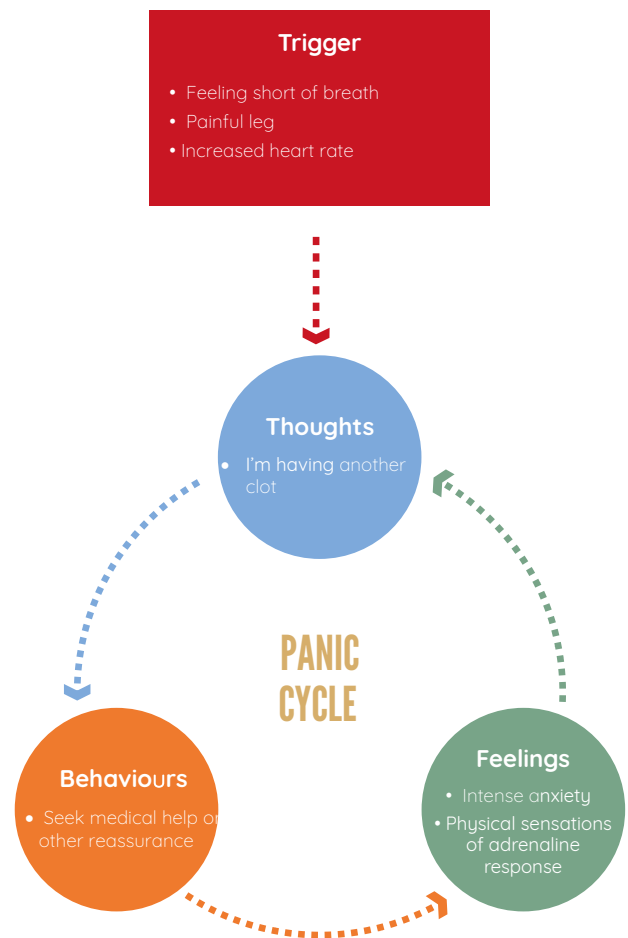 Trigger
• Feeling short of breath
• Painful leg
• Increased heart rate
Thoughts
• I'm having another
clot
PANIC
CYCLE
Behaviours
• Seek medical help or
other reassurance
Feelings
• Intense anxiety
• Physical sensations
of adrenaline
response